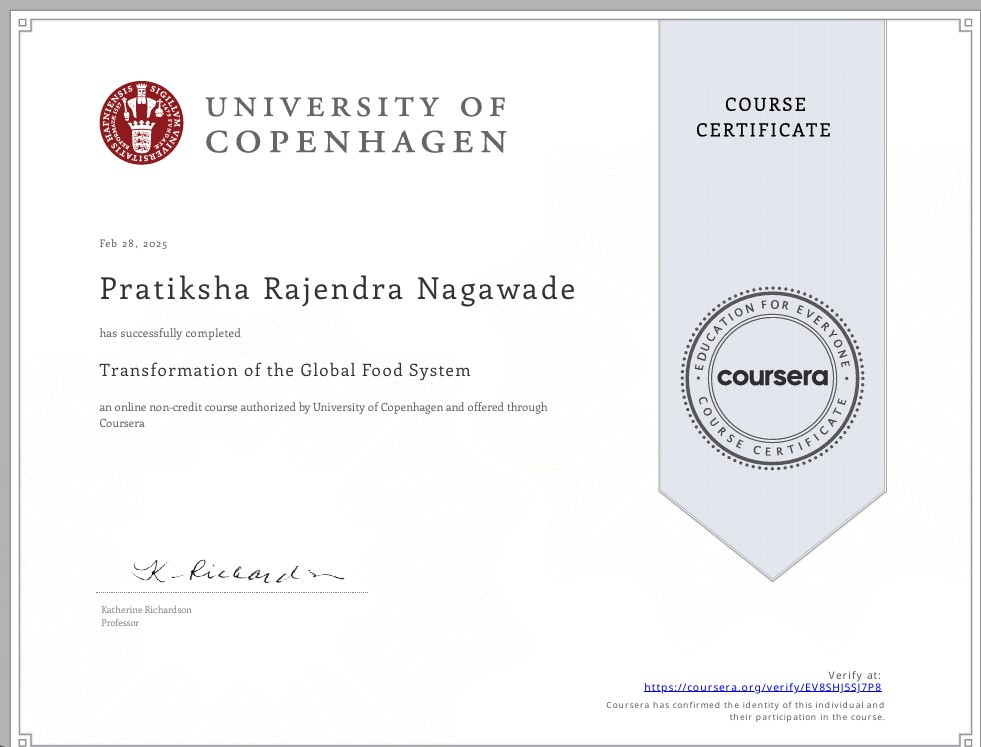 UNIVERSITY OF
COPENHAGEN
COURSE
CERTIFICATE
Feb 28, 2025
Pratiksha Rajendra Nagawade
has successfully completed
Transformation of the Global Food System
an online non-credit course authorized by University of Copenhagen and offered through
Coursera
EDUCATION FOR EVERYONE
coursera
COURSE CERTIFICATE
K Richardson
Katherine Richardson
Professor
Verify at:
https://coursera.org/verify/EV8SHJ5SJ7P8
Coursera has confirmed the identity of this individual and
their participation in the course.